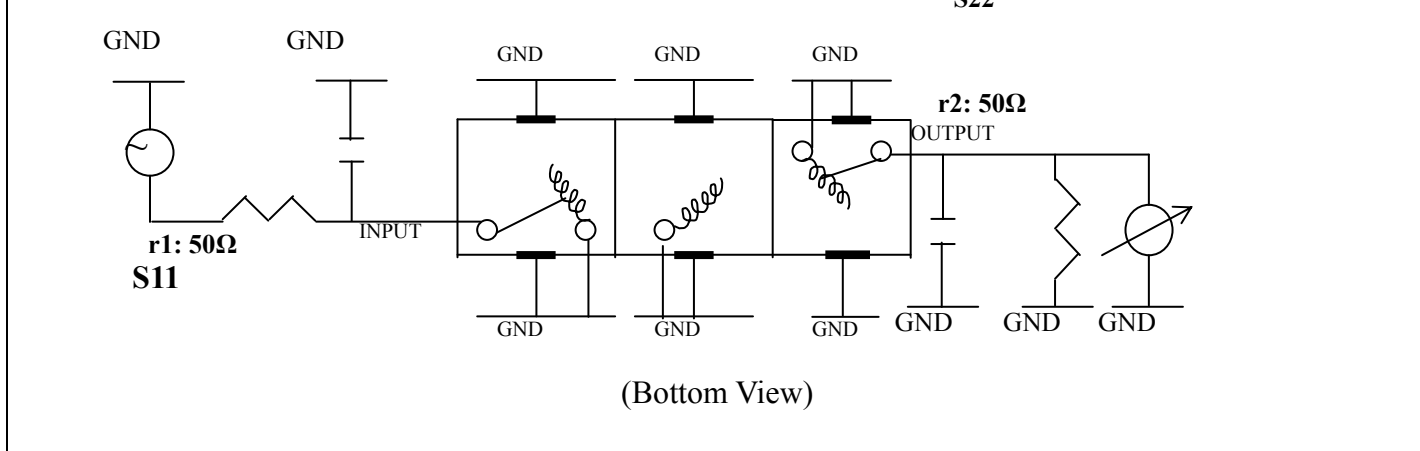 S22
GND GND GND GND GND
r2: 50Ω
OUTPUT
INPUT
r1: 50Ω
S11
GND GND GND GND GND GND
(Bottom View)